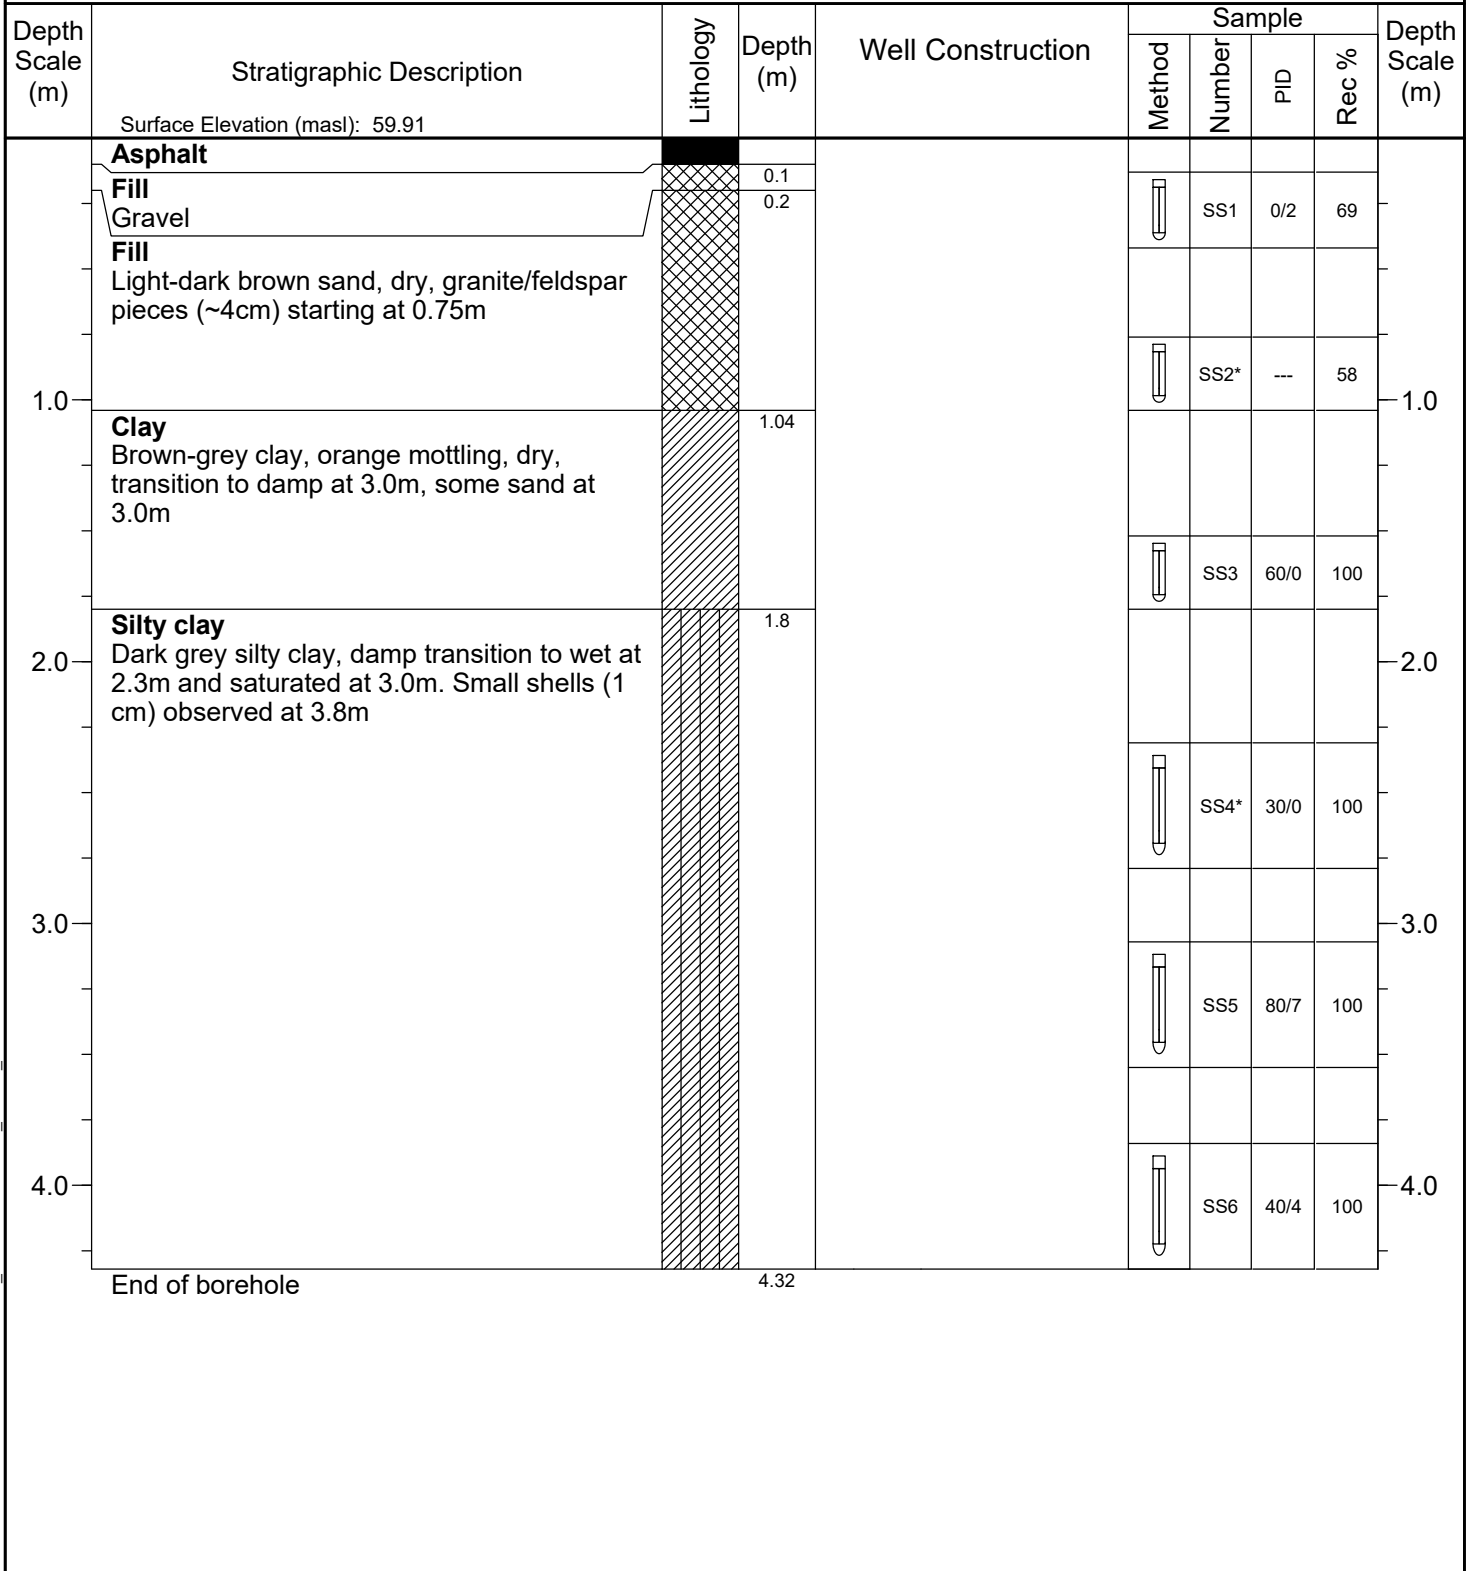 Depth
Scale
(m)
Stratigraphic Description
Surface Elevation (masl): 59.91
Lithology
Depth
(m)
Well Construction
Sample
Method
Number
PID
Rec %
Depth
Scale
(m)
Asphalt
0.1
Fill
Gravel
0.2
SS1 0/2 69
Fill
Light-dark brown sand, dry, granite/feldspar
pieces (~4cm) starting at 0.75m
SS2* --- 58
1.0
1.0
Clay
1.04
Brown-grey clay, orange mottling, dry,
transition to damp at 3.0m, some sand at
3.0m
SS3 60/0 100
Silty clay
1.8
Dark grey silty clay, damp transition to wet at
2.3m and saturated at 3.0m. Small shells (1
cm) observed at 3.8m
2.0
2.0
SS4* 30/0 100
3.0
3.0
SS5 80/7 100
4.0
4.0
SS6 40/4 100
End of borehole
4.32